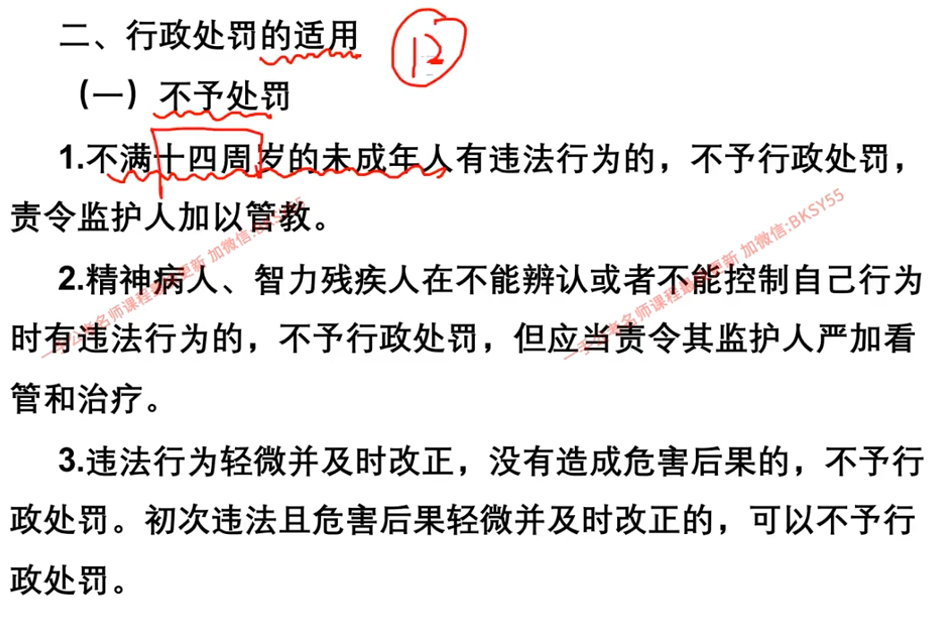 二、行政处罚的适用 12
（一）不予处罚
1.不满十四周岁的未成年人有违法行为的，不予行政处罚，
责令监护人加以管教。
2.精神病人、智力残疾人在不能辨认或者不能控制自己行为
时有违法行为的，不予行政处罚，但应当责令其监护人严加看
管和治疗。
3.违法行为轻微并及时改正，没有造成危害后果的，不予行
政处罚。初次违法且危害后果轻微并及时改正的，可以不予行
政处罚。
名师课程 更新 加微信:BKSY55
名师课程 更新 加微信:BKSY55